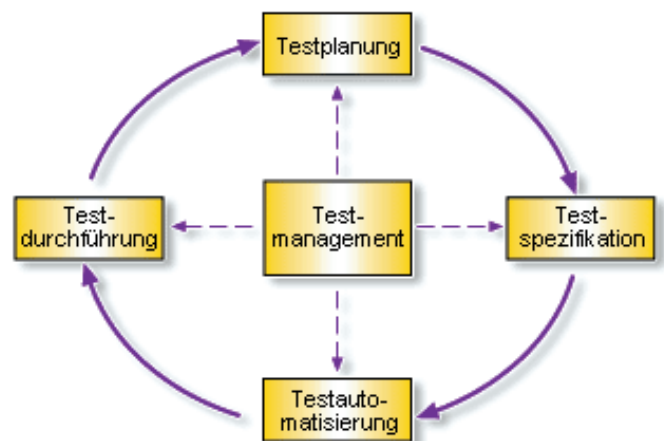 Testplanung
Test-
durchführung
Test-
management
Test-
spezifikation
Testauto-
matisierung